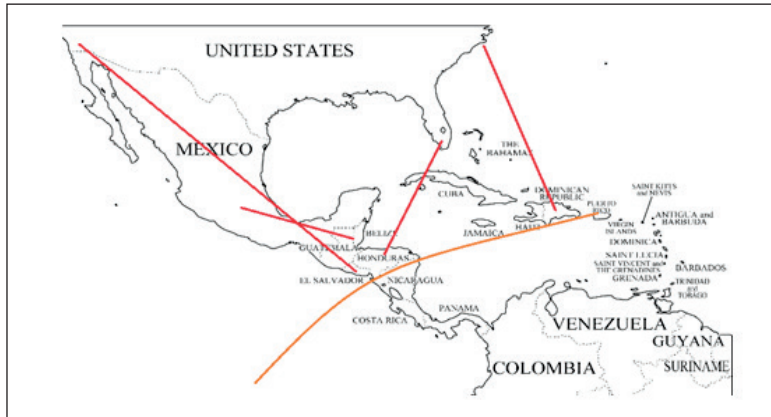 UNITED STATES
MEXICO
THE
BAHAMAS
CUBA
DOMINICAN
REPUBLIC
PUERTO
RICO
HAITI
JAMAICA
BELIZE
GUATEMALA
HONDURAS
EL SALVADOR
NICARAGUA
COSTA RICA
PANAMA
SAINT KITTS
and NEVIS
ANTIGUA and
BARBUDA
VIRGIN
ISLANDS
DOMINICA
SAINT LUCIA
SAINT VINCENT and
THE GRENADINES
BARBADOS
GRENADA
TRINIDAD
and
TOBAGO
VENEZUELA
GUYANA
COLOMBIA
SURINAME